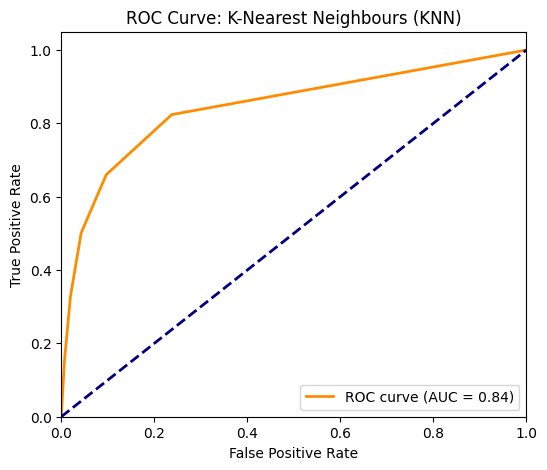 ROC Curve: K-Nearest Neighbours (KNN)
True Positive Rate
1.0
0.8
0.6
0.4
0.2
0.0
ROC curve (AUC = 0.84)
0.0 0.2 0.4 0.6 0.8 1.0
False Positive Rate